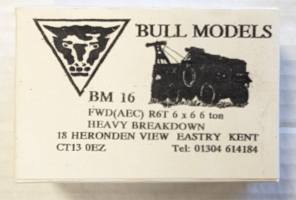 BULL MODELS
BM 16
FWD(AEC) R6T 6 x 6 6 ton
HEAVY BREAKDOWN
18 HERONDEN VIEW EASTRY KENT
CT13 0EZ Tel: 01304 614184